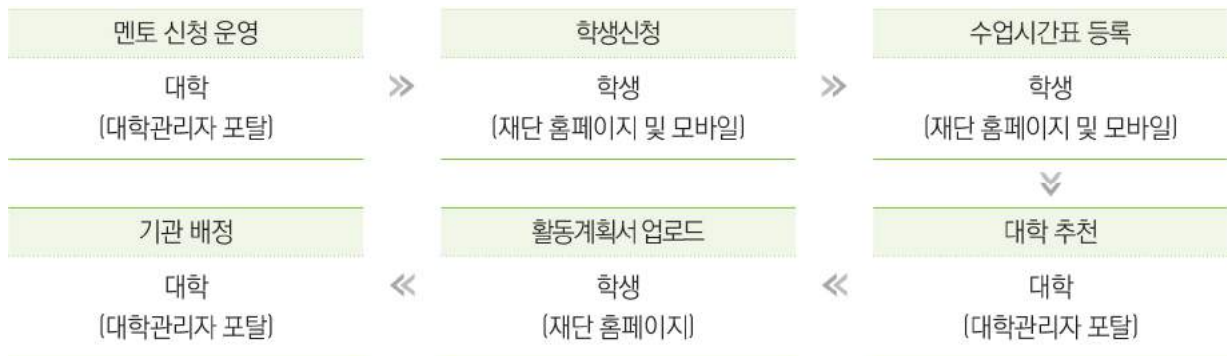 멘토 신청 운영
대학
(대학관리자 포탈)
»
학생신청
학생
(재단 홈페이지 및 모바일)
»
수업시간표 등록
학생
(재단 홈페이지 및 모바일)
대학 추천
대학
(대학관리자 포탈)
«
활동계획서 업로드
학생
(재단 홈페이지)
«
기관 배정
대학
(대학관리자 포탈)